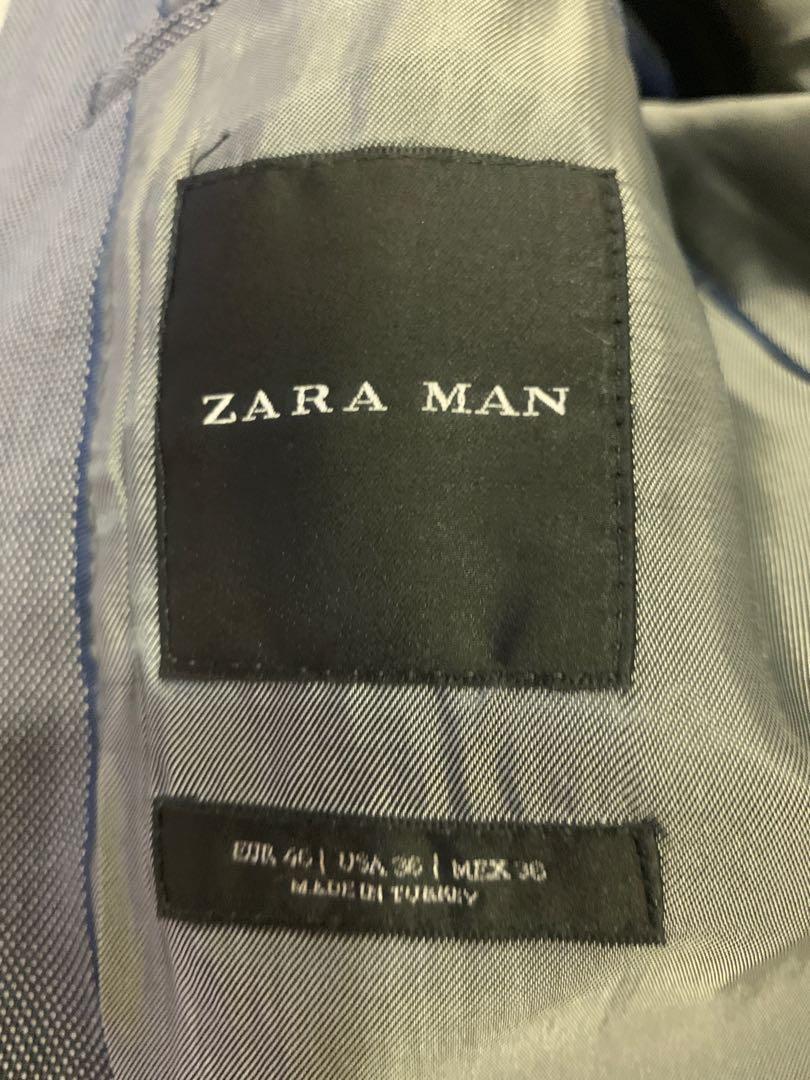 ZARA MAN
EUR 46 | USA 36 | MEX 36
MADE IN TURKEY